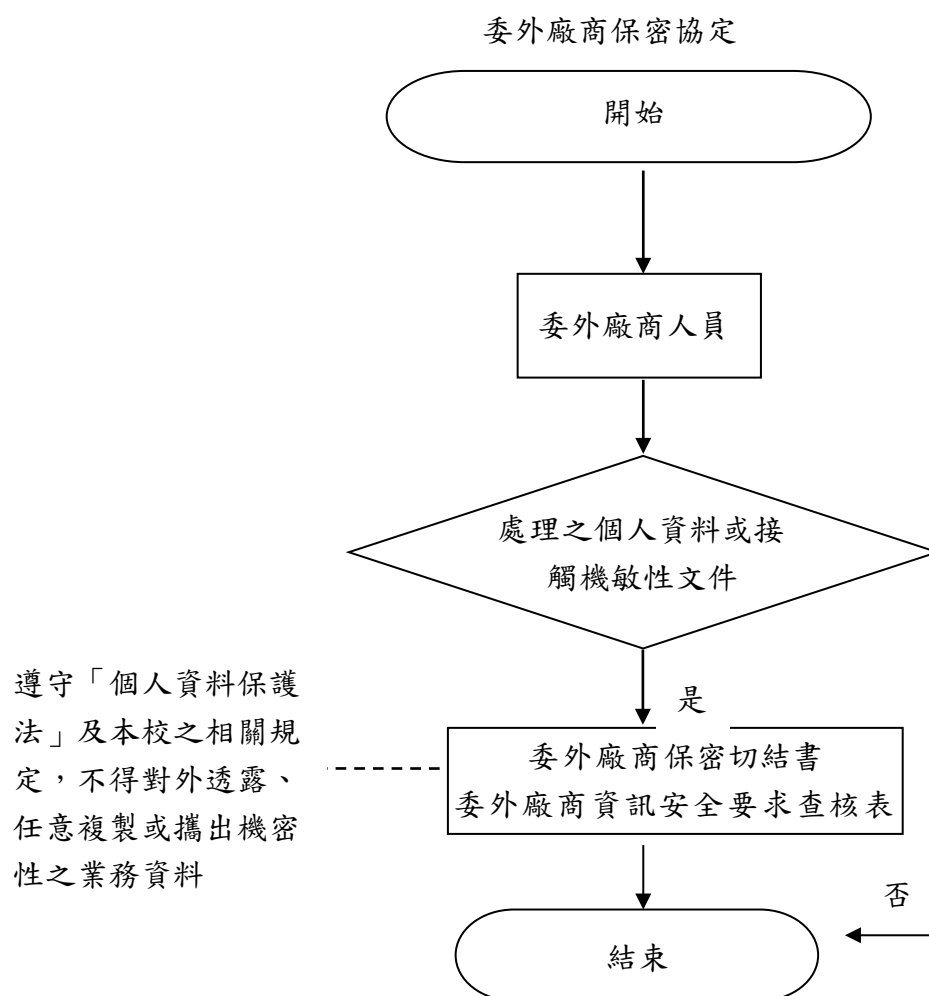 委外廠商保密協定
開始
委外廠商人員
處理之個人資料或接
觸機敏性文件
是
遵守「個人資料保護
法」及本校之相關規
定，不得對外透露、
任意複製或攜出機密
性之業務資料
委外廠商保密切結書
委外廠商資訊安全要求查核表
否
結束